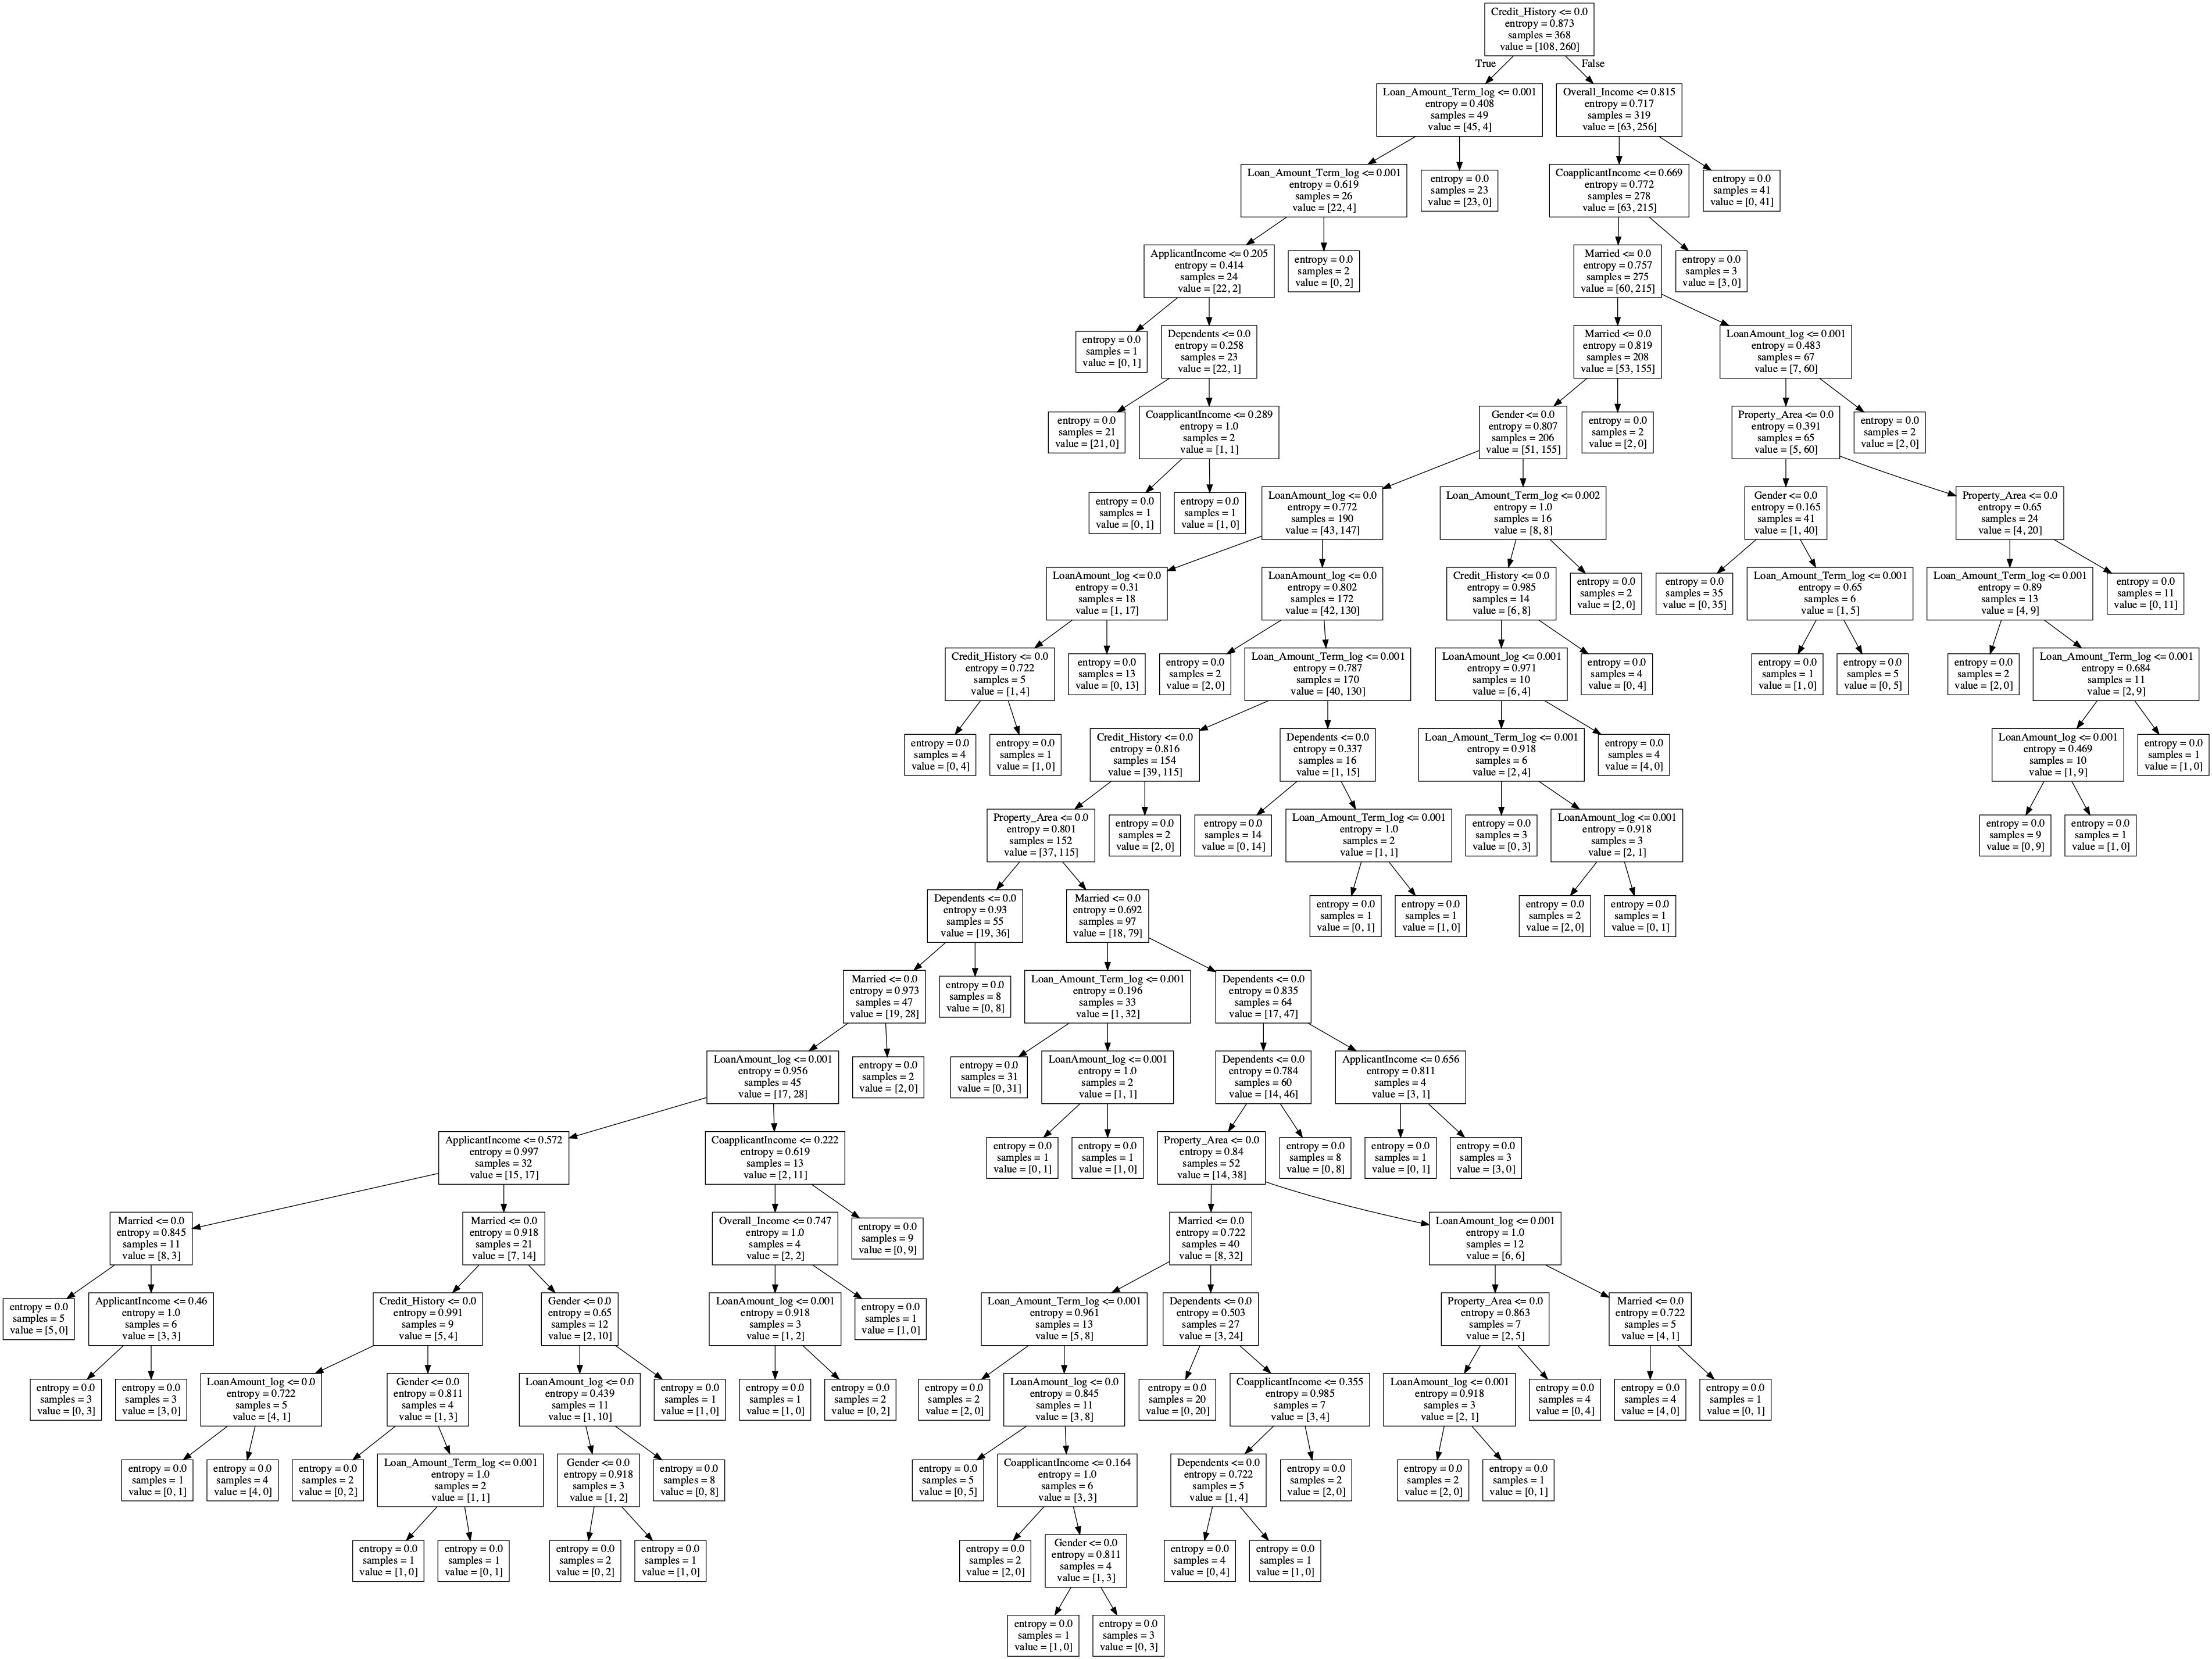 Credit_History <= 0.0
entropy = 0.873
samples = 368
value = [108, 260]
True
False
Loan_Amount_Term_log <= 0.001
entropy = 0.408
samples = 49
value = [45, 4]
Overall_Income <= 0.815
entropy = 0.717
samples = 319
value = [63, 256]
Loan_Amount_Term_log <= 0.001
entropy = 0.619
samples = 26
value = [22, 4]
entropy = 0.0
samples = 23
value = [23, 0]
CoapplicantIncome <= 0.669
entropy = 0.772
samples = 278
value = [63, 215]
entropy = 0.0
samples = 41
value = [0, 41]
ApplicantIncome <= 0.205
entropy = 0.414
samples = 24
value = [22, 2]
entropy = 0.0
samples = 2
value = [0, 2]
Married <= 0.0
entropy = 0.757
samples = 275
value = [60, 215]
entropy = 0.0
samples = 3
value = [3, 0]
entropy = 0.0
samples = 1
value = [0, 1]
Dependents <= 0.0
entropy = 0.258
samples = 23
value = [22, 1]
Married <= 0.0
entropy = 0.819
samples = 208
value = [53, 155]
LoanAmount_log <= 0.001
entropy = 0.483
samples = 67
value = [7, 60]
entropy = 0.0
samples = 21
value = [21, 0]
CoapplicantIncome <= 0.289
entropy = 1.0
samples = 2
value = [1, 1]
Gender <= 0.0
entropy = 0.807
samples = 206
value = [51, 155]
entropy = 0.0
samples = 2
value = [2, 0]
Property_Area <= 0.0
entropy = 0.391
samples = 65
value = [5, 60]
entropy = 0.0
samples = 2
value = [2, 0]
entropy = 0.0
samples = 1
value = [0, 1]
entropy = 0.0
samples = 1
value = [1, 0]
LoanAmount_log <= 0.0
entropy = 0.772
samples = 190
value = [43, 147]
Loan_Amount_Term_log <= 0.002
entropy = 1.0
samples = 16
value = [8, 8]
Gender <= 0.0
entropy = 0.165
samples = 41
value = [1, 40]
Property_Area <= 0.0
entropy = 0.65
samples = 24
value = [4, 20]
LoanAmount_log <= 0.0
entropy = 0.31
samples = 18
value = [1, 17]
LoanAmount_log <= 0.0
entropy = 0.802
samples = 172
value = [42, 130]
Credit_History <= 0.0
entropy = 0.985
samples = 14
value = [6, 8]
entropy = 0.0
samples = 2
value = [2, 0]
entropy = 0.0
samples = 35
value = [0, 35]
Loan_Amount_Term_log <= 0.001
entropy = 0.65
samples = 6
value = [1, 5]
Loan_Amount_Term_log <= 0.001
entropy = 0.89
samples = 13
value = [4, 9]
entropy = 0.0
samples = 11
value = [0, 11]
Credit_History <= 0.0
entropy = 0.722
samples = 5
value = [1, 4]
entropy = 0.0
samples = 13
value = [0, 13]
entropy = 0.0
samples = 2
value = [2, 0]
Loan_Amount_Term_log <= 0.001
entropy = 0.787
samples = 170
value = [40, 130]
LoanAmount_log <= 0.001
entropy = 0.971
samples = 10
value = [6, 4]
entropy = 0.0
samples = 4
value = [0, 4]
entropy = 0.0
samples = 1
value = [1, 0]
entropy = 0.0
samples = 5
value = [0, 5]
entropy = 0.0
samples = 2
value = [2, 0]
Loan_Amount_Term_log <= 0.001
entropy = 0.684
samples = 11
value = [2, 9]
entropy = 0.0
samples = 4
value = [0, 4]
entropy = 0.0
samples = 1
value = [1, 0]
Credit_History <= 0.0
entropy = 0.816
samples = 154
value = [39, 115]
Dependents <= 0.0
entropy = 0.337
samples = 16
value = [1, 15]
Loan_Amount_Term_log <= 0.001
entropy = 0.918
samples = 6
value = [2, 4]
entropy = 0.0
samples = 4
value = [4, 0]
LoanAmount_log <= 0.001
entropy = 0.469
samples = 10
value = [1, 9]
entropy = 0.0
samples = 1
value = [1, 0]
Property_Area <= 0.0
entropy = 0.801
samples = 152
value = [37, 115]
entropy = 0.0
samples = 2
value = [2, 0]
entropy = 0.0
samples = 14
value = [0, 14]
Loan_Amount_Term_log <= 0.001
entropy = 1.0
samples = 2
value = [1, 1]
entropy = 0.0
samples = 3
value = [0, 3]
LoanAmount_log <= 0.001
entropy = 0.918
samples = 3
value = [2, 1]
entropy = 0.0
samples = 9
value = [0, 9]
entropy = 0.0
samples = 1
value = [1, 0]
Dependents <= 0.0
entropy = 0.93
samples = 55
value = [19, 36]
Married <= 0.0
entropy = 0.692
samples = 97
value = [18, 79]
entropy = 0.0
samples = 1
value = [0, 1]
entropy = 0.0
samples = 1
value = [1, 0]
entropy = 0.0
samples = 2
value = [2, 0]
entropy = 0.0
samples = 1
value = [0, 1]
Married <= 0.0
entropy = 0.973
samples = 47
value = [19, 28]
entropy = 0.0
samples = 8
value = [0, 8]
Loan_Amount_Term_log <= 0.001
entropy = 0.196
samples = 33
value = [1, 32]
Dependents <= 0.0
entropy = 0.835
samples = 64
value = [17, 47]
LoanAmount_log <= 0.001
entropy = 0.956
samples = 45
value = [17, 28]
entropy = 0.0
samples = 2
value = [2, 0]
entropy = 0.0
samples = 31
value = [0, 31]
LoanAmount_log <= 0.001
entropy = 1.0
samples = 2
value = [1, 1]
Dependents <= 0.0
entropy = 0.784
samples = 60
value = [14, 46]
ApplicantIncome <= 0.656
entropy = 0.811
samples = 4
value = [3, 1]
ApplicantIncome <= 0.572
entropy = 0.997
samples = 32
value = [15, 17]
CoapplicantIncome <= 0.222
entropy = 0.619
samples = 13
value = [2, 11]
entropy = 0.0
samples = 1
value = [0, 1]
entropy = 0.0
samples = 1
value = [1, 0]
Property_Area <= 0.0
entropy = 0.84
samples = 52
value = [14, 38]
entropy = 0.0
samples = 8
value = [0, 8]
entropy = 0.0
samples = 1
value = [0, 1]
entropy = 0.0
samples = 3
value = [3, 0]
Married <= 0.0
entropy = 0.845
samples = 11
value = [8, 3]
Married <= 0.0
entropy = 0.918
samples = 21
value = [7, 14]
Overall_Income <= 0.747
entropy = 1.0
samples = 4
value = [2, 2]
entropy = 0.0
samples = 9
value = [0, 9]
Married <= 0.0
entropy = 0.722
samples = 40
value = [8, 32]
LoanAmount_log <= 0.001
entropy = 1.0
samples = 12
value = [6, 6]
entropy = 0.0
samples = 5
value = [5, 0]
ApplicantIncome <= 0.46
entropy = 1.0
samples = 6
value = [3, 3]
Credit_History <= 0.0
entropy = 0.991
samples = 9
value = [5, 4]
Gender <= 0.0
entropy = 0.65
samples = 12
value = [2, 10]
LoanAmount_log <= 0.001
entropy = 0.918
samples = 3
value = [1, 2]
entropy = 0.0
samples = 1
value = [1, 0]
Loan_Amount_Term_log <= 0.001
entropy = 0.961
samples = 13
value = [5, 8]
Dependents <= 0.0
entropy = 0.503
samples = 27
value = [3, 24]
Property_Area <= 0.0
entropy = 0.863
samples = 7
value = [2, 5]
Married <= 0.0
entropy = 0.722
samples = 5
value = [4, 1]
entropy = 0.0
samples = 3
value = [0, 3]
entropy = 0.0
samples = 3
value = [3, 0]
LoanAmount_log <= 0.0
entropy = 0.722
samples = 5
value = [4, 1]
Gender <= 0.0
entropy = 0.811
samples = 4
value = [1, 3]
LoanAmount_log <= 0.0
entropy = 0.439
samples = 11
value = [1, 10]
entropy = 0.0
samples = 1
value = [1, 0]
entropy = 0.0
samples = 1
value = [1, 0]
entropy = 0.0
samples = 2
value = [0, 2]
entropy = 0.0
samples = 2
value = [2, 0]
LoanAmount_log <= 0.0
entropy = 0.845
samples = 11
value = [3, 8]
entropy = 0.0
samples = 20
value = [0, 20]
CoapplicantIncome <= 0.355
entropy = 0.985
samples = 7
value = [3, 4]
LoanAmount_log <= 0.001
entropy = 0.918
samples = 3
value = [2, 1]
entropy = 0.0
samples = 4
value = [0, 4]
entropy = 0.0
samples = 4
value = [4, 0]
entropy = 0.0
samples = 1
value = [0, 1]
entropy = 0.0
samples = 1
value = [0, 1]
entropy = 0.0
samples = 4
value = [4, 0]
entropy = 0.0
samples = 2
value = [0, 2]
Loan_Amount_Term_log <= 0.001
entropy = 1.0
samples = 2
value = [1, 1]
Gender <= 0.0
entropy = 0.918
samples = 3
value = [1, 2]
entropy = 0.0
samples = 8
value = [0, 8]
entropy = 0.0
samples = 5
value = [0, 5]
CoapplicantIncome <= 0.164
entropy = 1.0
samples = 6
value = [3, 3]
Dependents <= 0.0
entropy = 0.722
samples = 5
value = [1, 4]
entropy = 0.0
samples = 2
value = [2, 0]
entropy = 0.0
samples = 2
value = [2, 0]
entropy = 0.0
samples = 1
value = [0, 1]
entropy = 0.0
samples = 1
value = [1, 0]
entropy = 0.0
samples = 1
value = [0, 1]
entropy = 0.0
samples = 2
value = [0, 2]
entropy = 0.0
samples = 1
value = [1, 0]
entropy = 0.0
samples = 2
value = [2, 0]
Gender <= 0.0
entropy = 0.811
samples = 4
value = [1, 3]
entropy = 0.0
samples = 4
value = [0, 4]
entropy = 0.0
samples = 1
value = [1, 0]
entropy = 0.0
samples = 1
value = [1, 0]
entropy = 0.0
samples = 3
value = [0, 3]